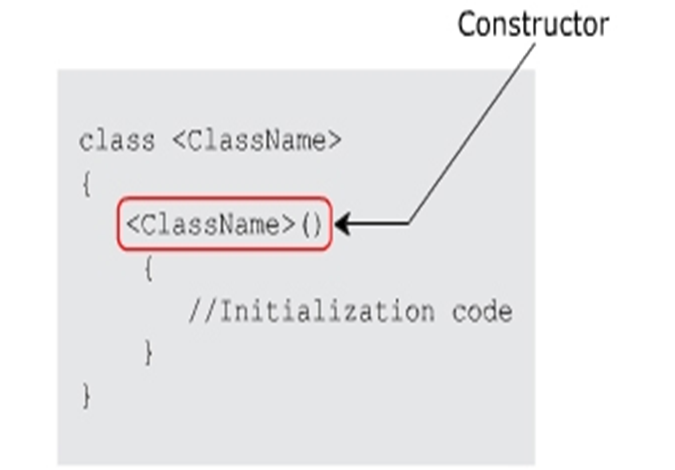 Constructor
class <ClassName>
{
<ClassName>()
{
//Initialization code
}
}